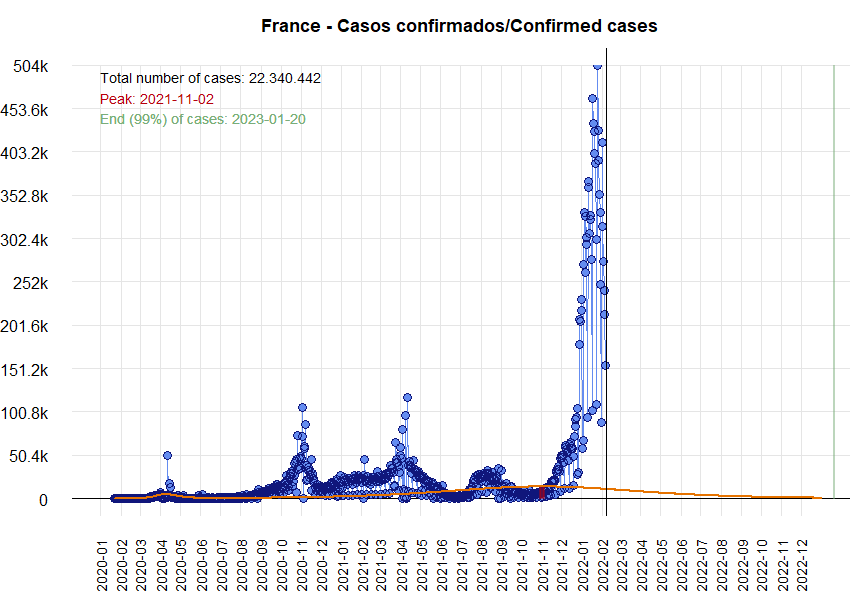 France - Casos confirmados/Confirmed cases
Total number of cases: 22.340.442
Peak: 2021-11-02
End (99%) of cases: 2023-01-20
504k
453.6k
403.2k
352.8k
302.4k
252k
201.6k
151.2k
100.8k
50.4k
0
2020-01
2020-02
2020-03
2020-04
2020-05
2020-06
2020-07
2020-08
2020-09
2020-10
2020-11
2020-12
2021-01
2021-02
2021-03
2021-04
2021-05
2021-06
2021-07
2021-08
2021-09
2021-10
2021-11
2021-12
2022-01
2022-02
2022-03
2022-04
2022-05
2022-06
2022-07
2022-08
2022-09
2022-10
2022-11
2022-12